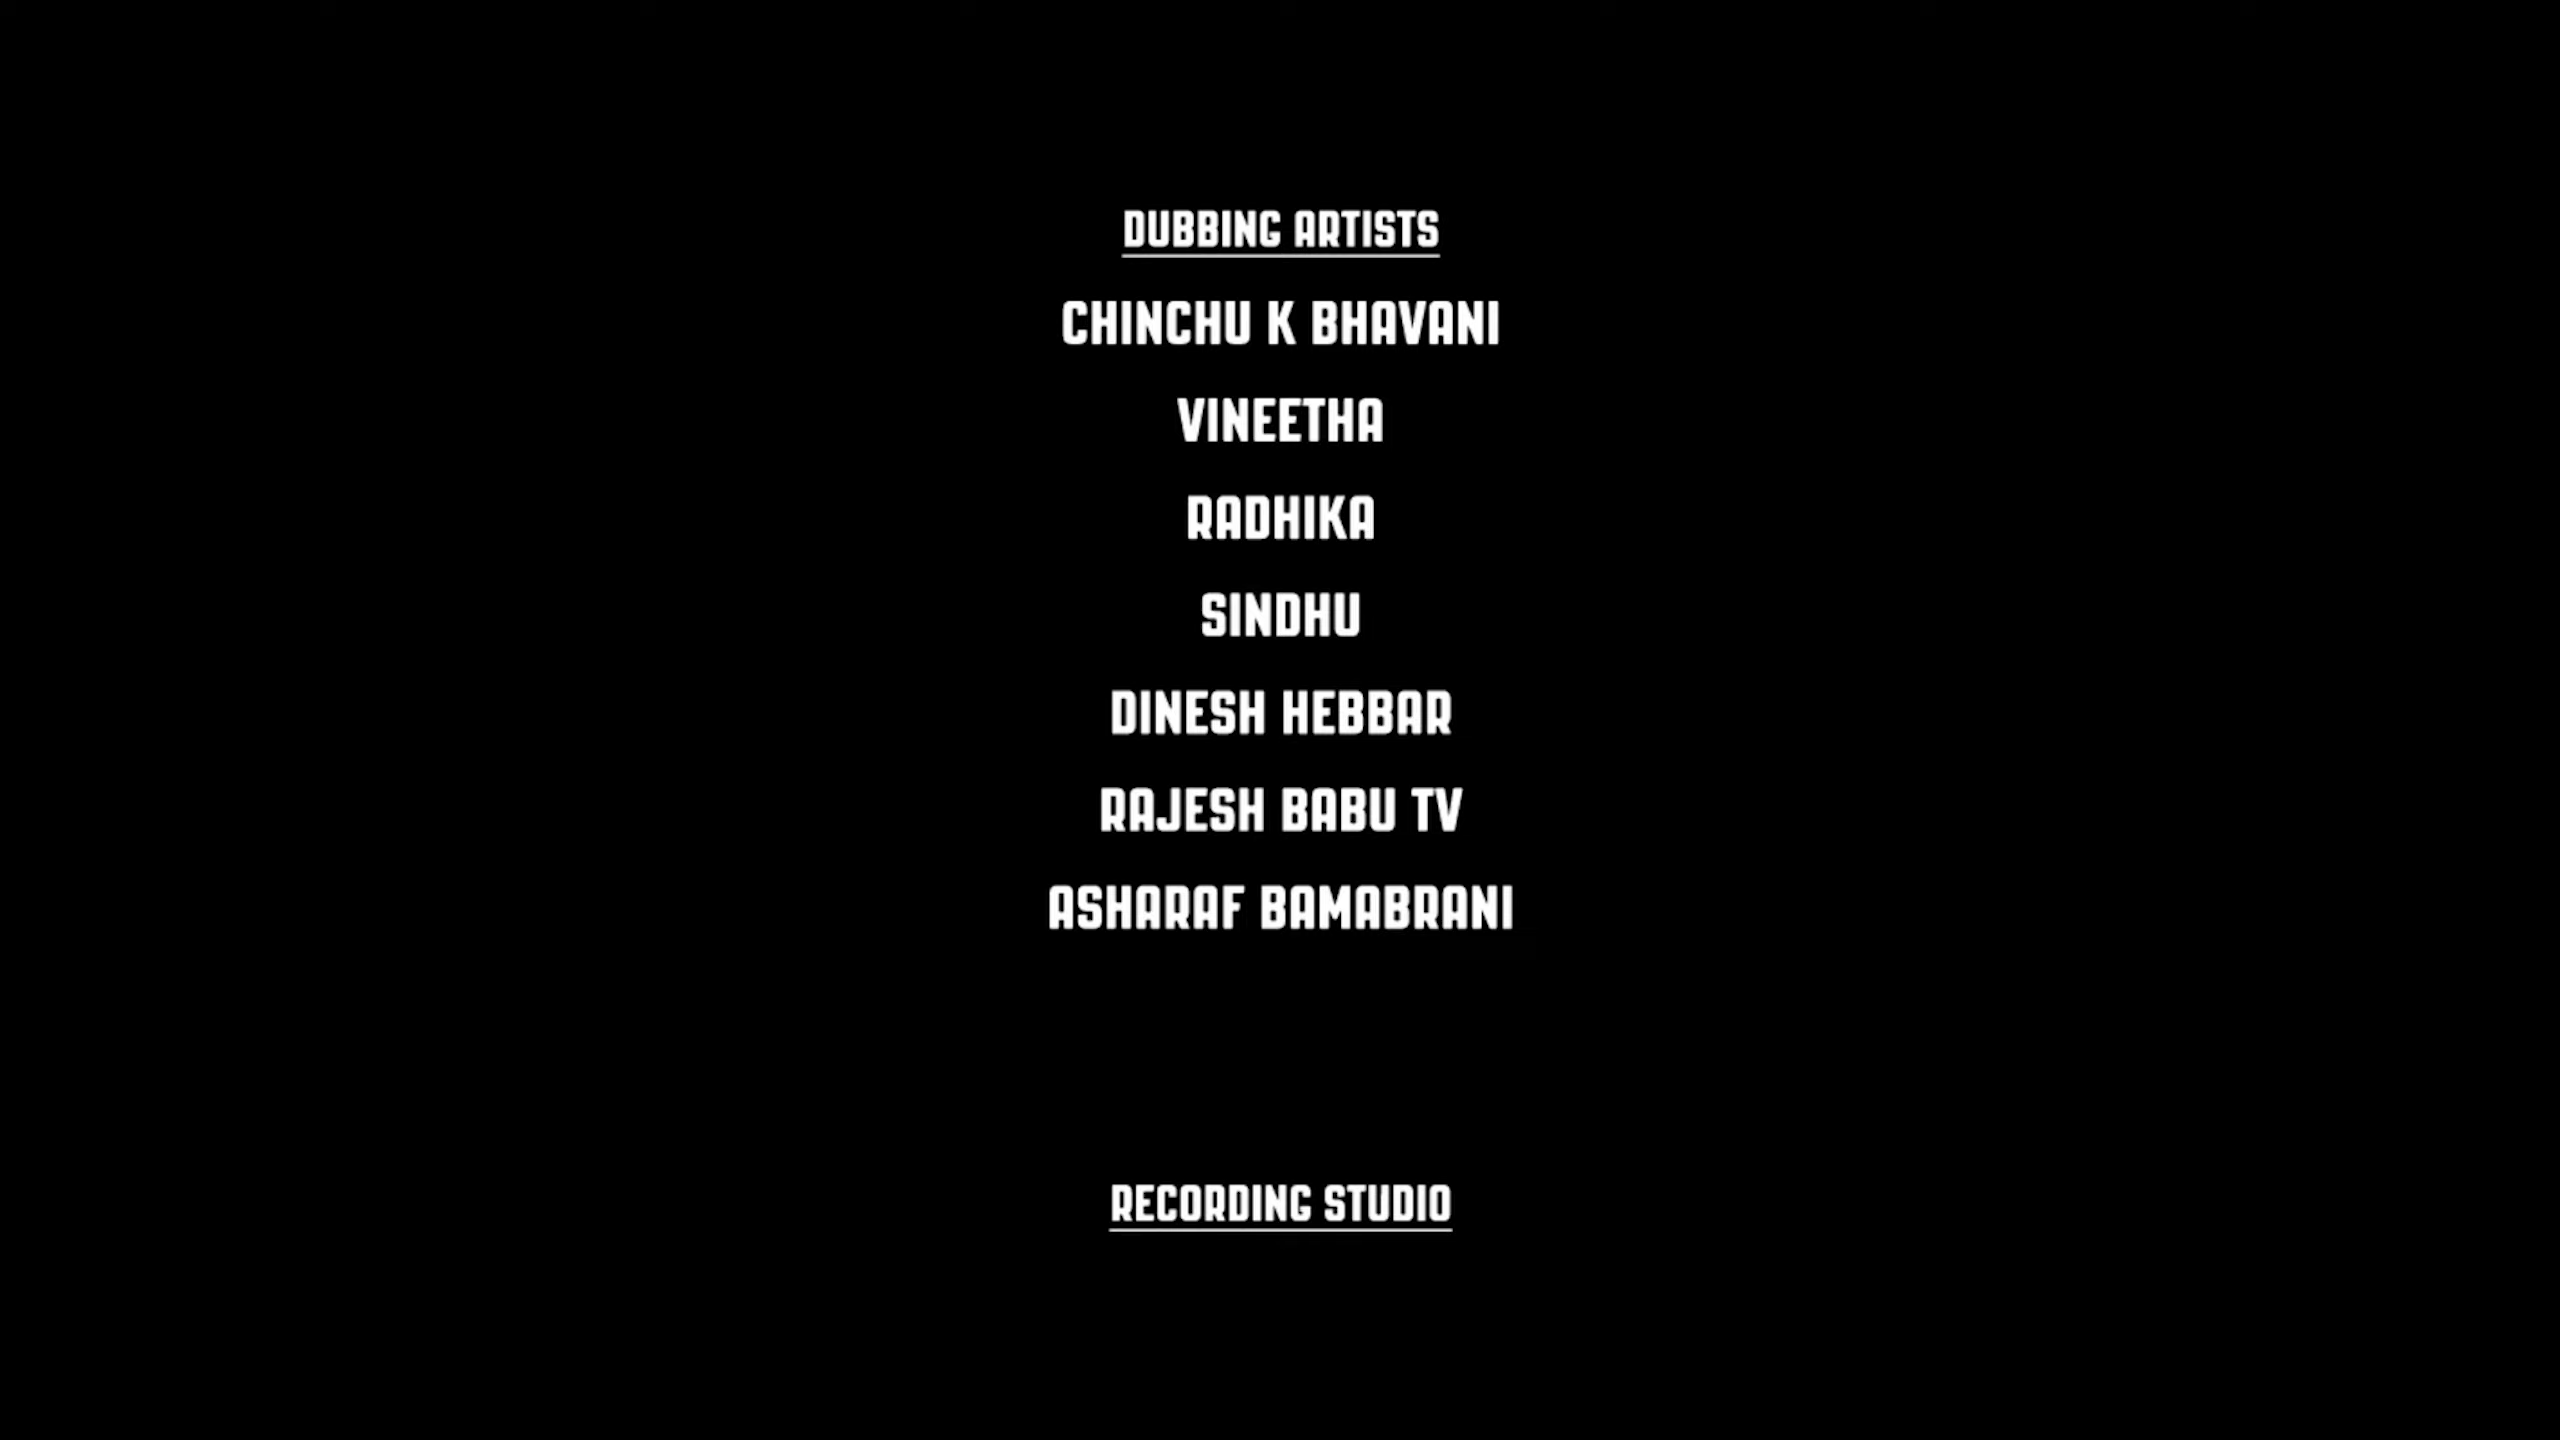 DUBBING ARTISTS
CHINCHU K BHAVANI
VINEETHA
RADHIKA
SINDHU
DINESH HEBBAR
RAJESH BABU TV
ASHARAF BAMABRANI
RECORDING STUDIO